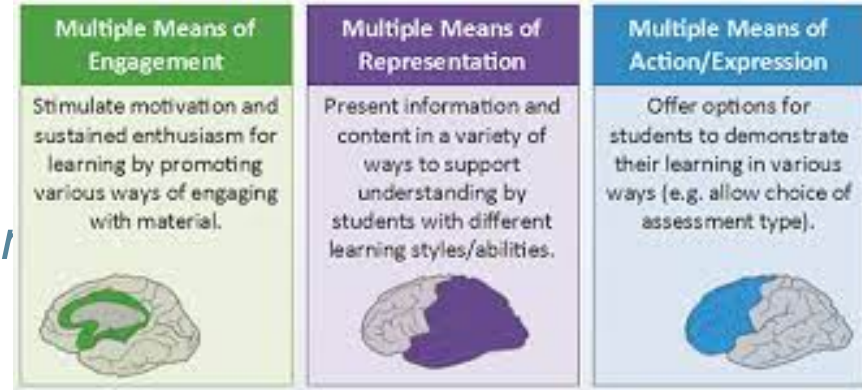 Multiple Means of
Engagement
Stimulate motivation and
sustained enthusiasm for
learning by promoting
various ways of engaging
with material.
Multiple Means of
Representation
Present information and
content in a variety of
ways to support
understanding by
students with different
learning styles/abilities.
Multiple Means of
Action/Expression
Offer options for
students to demonstrate
their learning in various
ways (e.g. allow choice of
assessment type).